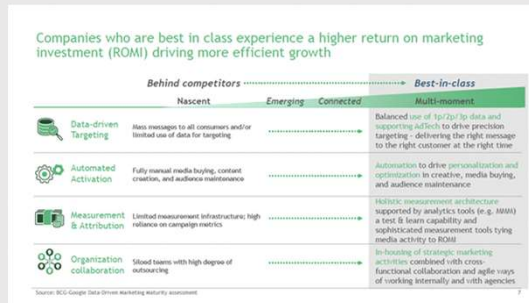 Companies who are best in class experience a higher return on marketing
investment (ROMI) driving more efficient growth
Behind competitors
Best-in-class
Nascent
Emerging
Connected
Multi-moment
Data-driven
Targeting
Mass messages to all consumers and/or
limited use of data for targeting
Balanced use of 1p/2p/3p data and
supporting AdTech to drive precision
targeting - delivering the right message
to the right customer at the right time
Automated
Activation
Fully manual media buying, content
creation, and audience maintenance
Automation to drive personalization and
optimization in creative, media buying,
and audience maintenance
Measurement
& Attribution
Limited measurement infrastructure; high
reliance on campaign metrics
Holistic measurement architecture
supported by analytics tools (e.g. MMM)
a test & learn capability and
sophisticated measurement tools tying
media activity to ROMI
Organization
collaboration
Siloed teams with high degree of
outsourcing
In-housing of strategic marketing
activities combined with cross-
functional collaboration and agile ways
of working internally and with agencies
Source: BCG-Google Data-Driven Marketing Maturity assessment
7